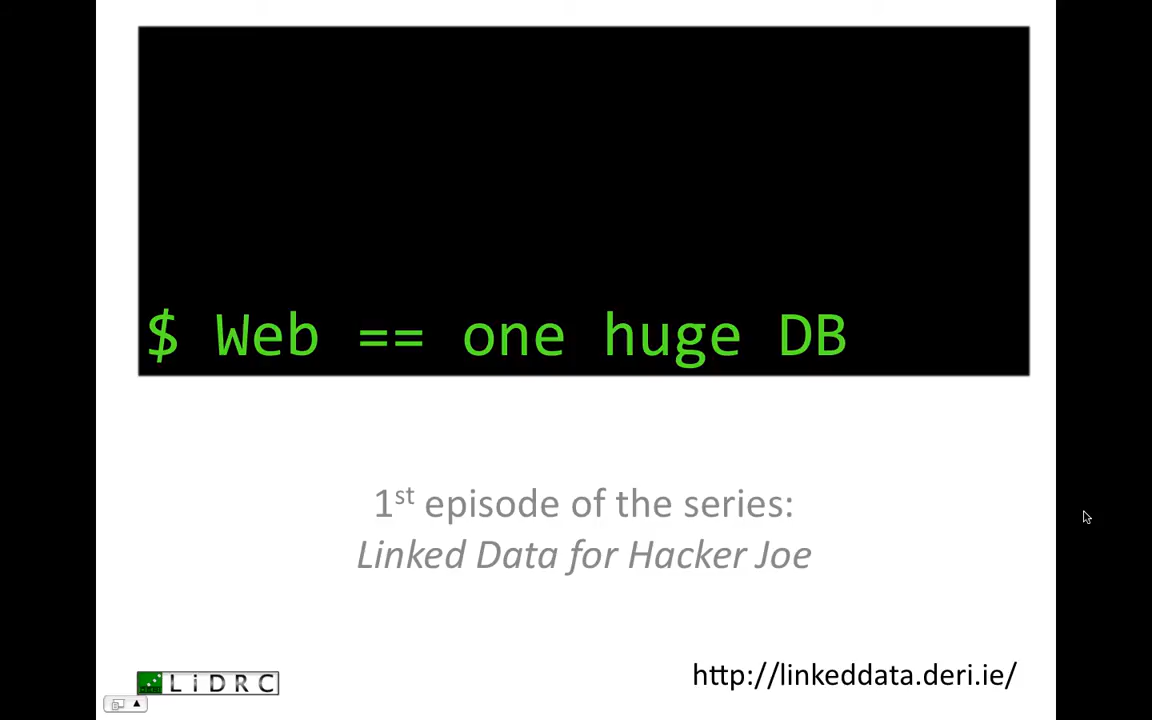 $ Web == one huge DB
1st episode of the series:
Linked Data for Hacker Joe
LiDRC
http://linkeddata.deri.ie/